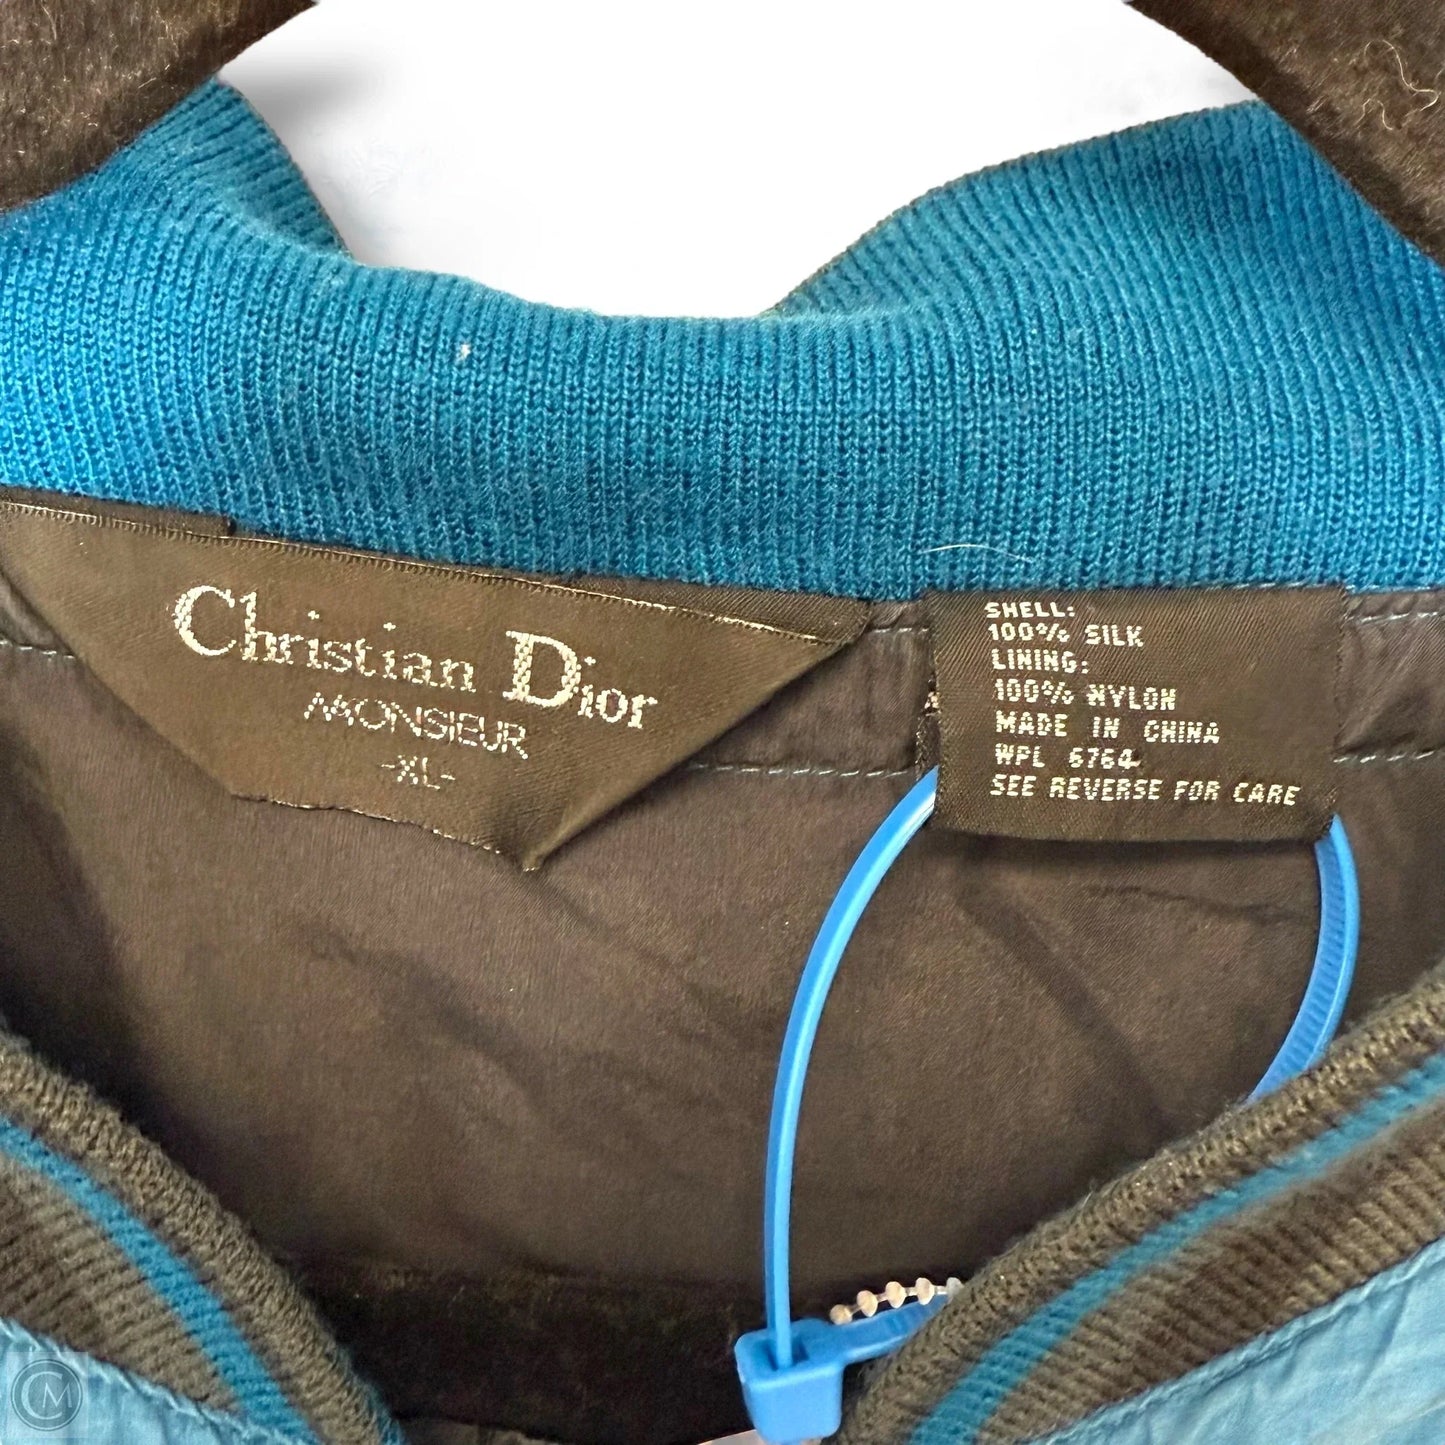 Christian Dior
MONSIEUR
-XL-
SHELL:
100% SILK
LINING:
100% NYLON
MADE IN CHINA
WPL 6764
SEE REVERSE FOR CARE
CM